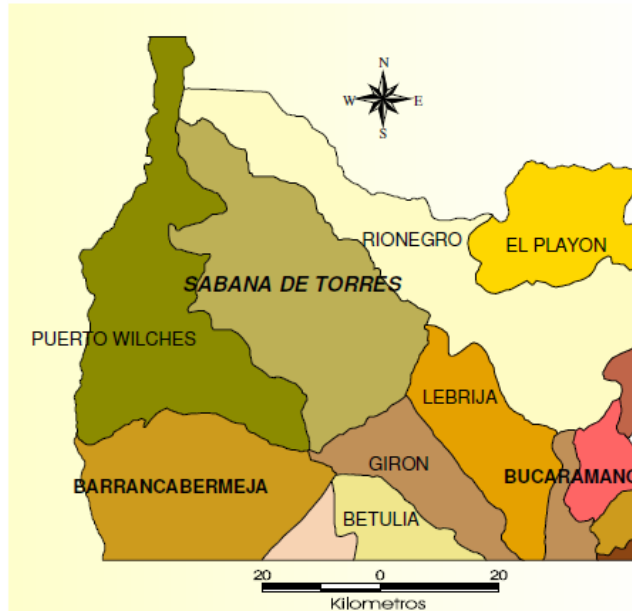 N
W E
S
RIONEGRO
EL PLAYON
SABANA DE TORRES
PUERTO WILCHES
LEBRIJA
GIRON
BUCARAMANG
BARRANCABERMEJA
BETULIA
20 0 20
Kilometros